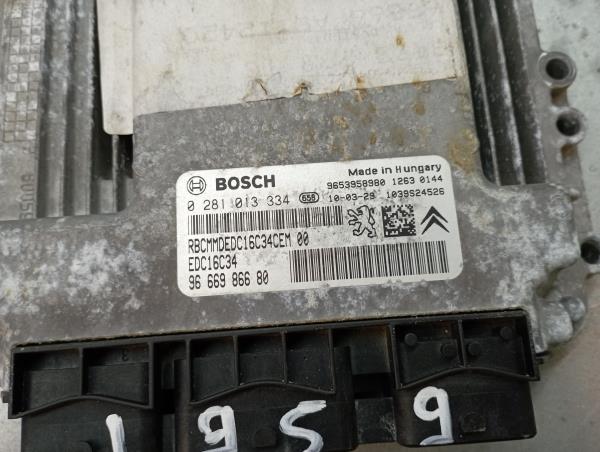 BOSCH
Made in Hungary
9653958980 1263 0144
0 281 013 334 658 10-03-29 1039S24526
RBCMMDEDC16C34CEM 00
EDC16C34
96 669 866 80